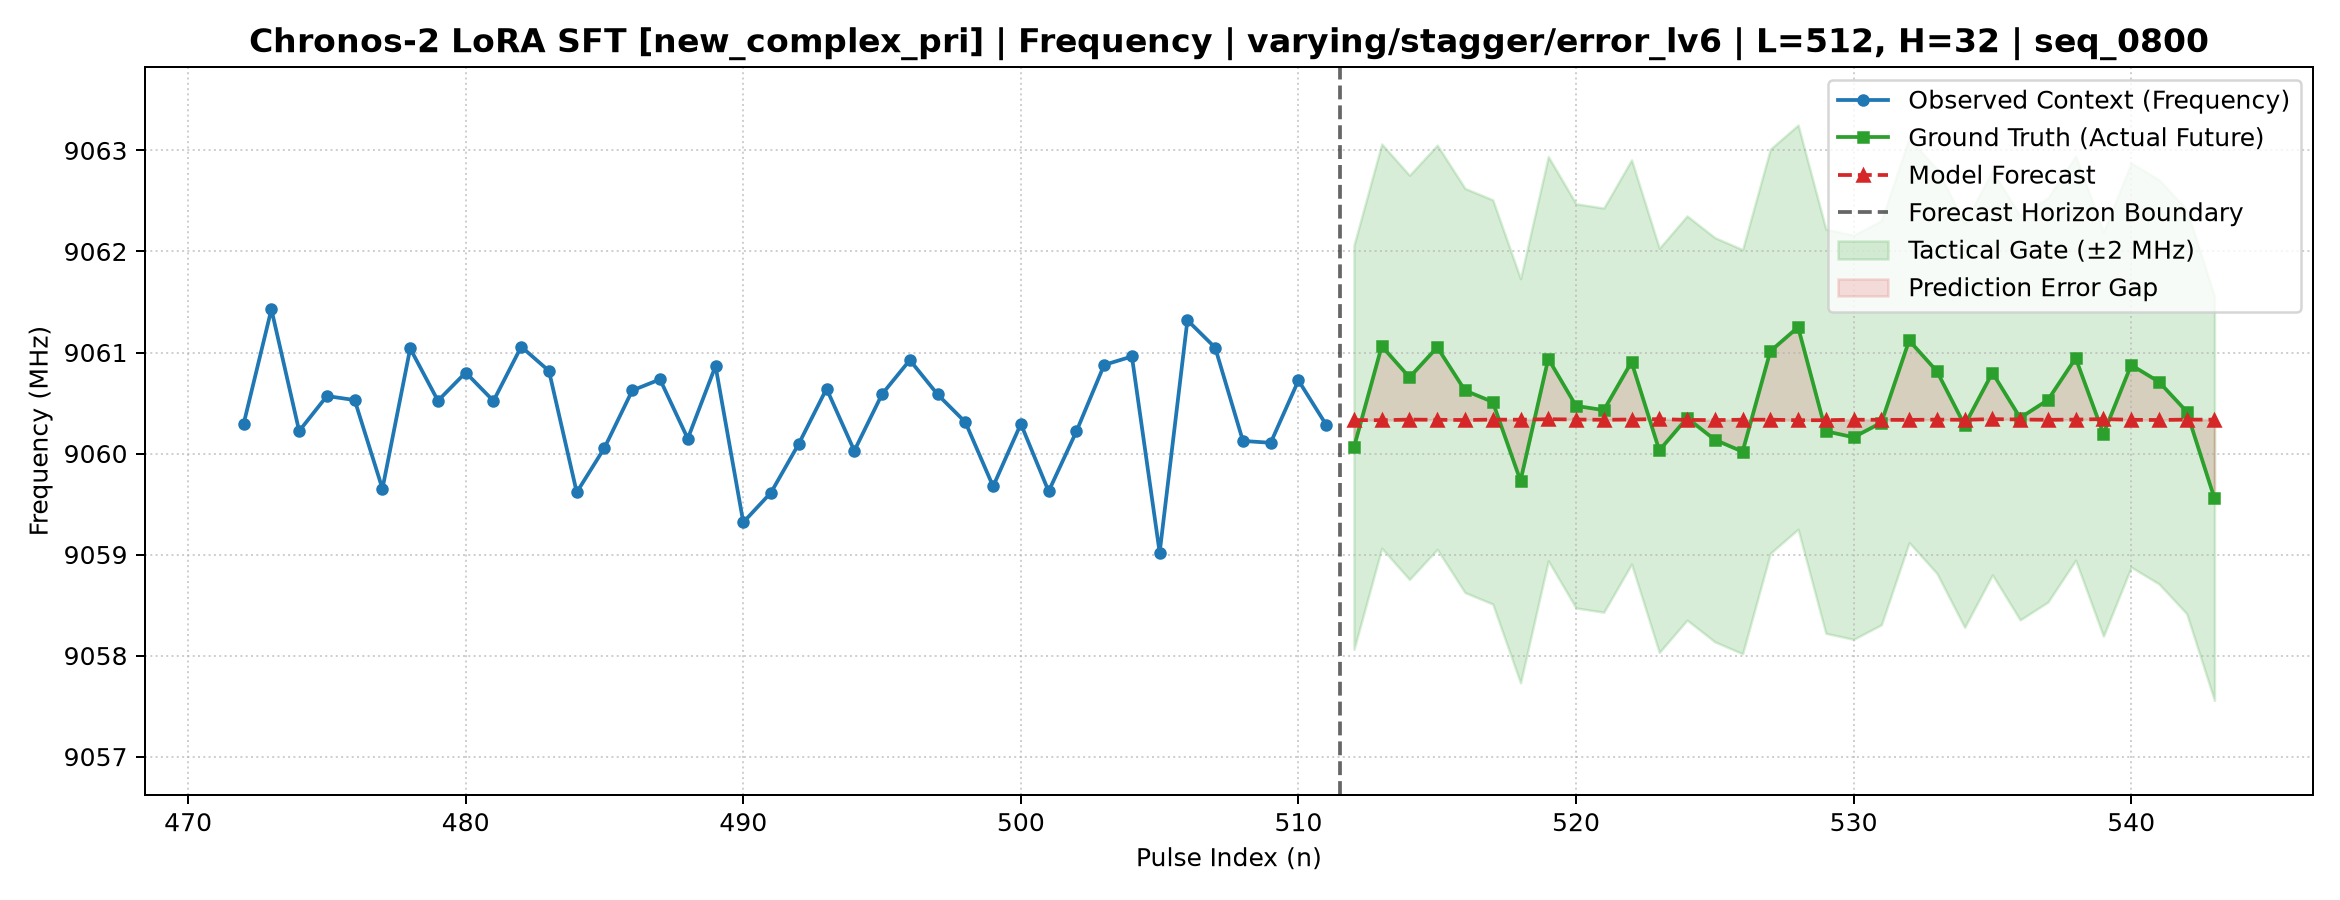 Chronos-2 LoRA SFT [new_complex_pri] | Frequency | varying/stagger/error_lv6 | L=512, H=32 | seq_0800
Observed Context (Frequency)
Ground Truth (Actual Future)
Model Forecast
Forecast Horizon Boundary
Tactical Gate (±2 MHz)
Prediction Error Gap
Frequency (MHz)
9063
9062
9061
9060
9059
9058
9057
470 480 490 500 510 520 530 540
Pulse Index (n)